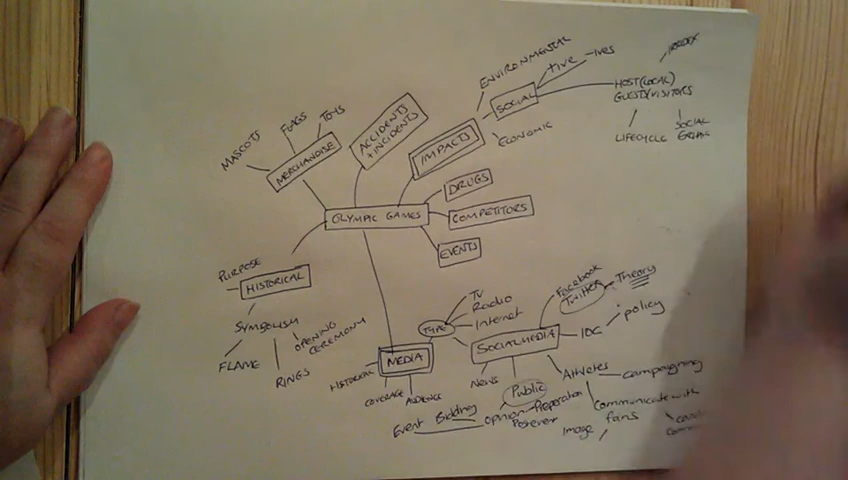 ENVIRONMENTAL
+ive
-ives
SOCIAL
HOST (LOCAL)
GUESTS/VISITORS
LIFECYCLE
SOCIAL
ECONOMIC
IMPACTS
ACCIDENTS
+ INCIDENTS
TOYS
FLAGS
MASCOTS
MERCHANDISE
DRUGS
OLYMPIC GAMES
COMPETITORS
EVENTS
PURPOSE
HISTORICAL
SYMBOLISM
OPENING
CEREMONY
FLAME
RINGS
TV
Radio
Internet
TYPE
MEDIA
HISTORICAL
COVERAGE
AUDIENCE
Facebook
Twitter
Theory
SOCIAL MEDIA
IOC
policy
NEWS
Public
Opinion
Event Bidding
Preparation
Athletes
campaigning
Communicate with
fans
Image